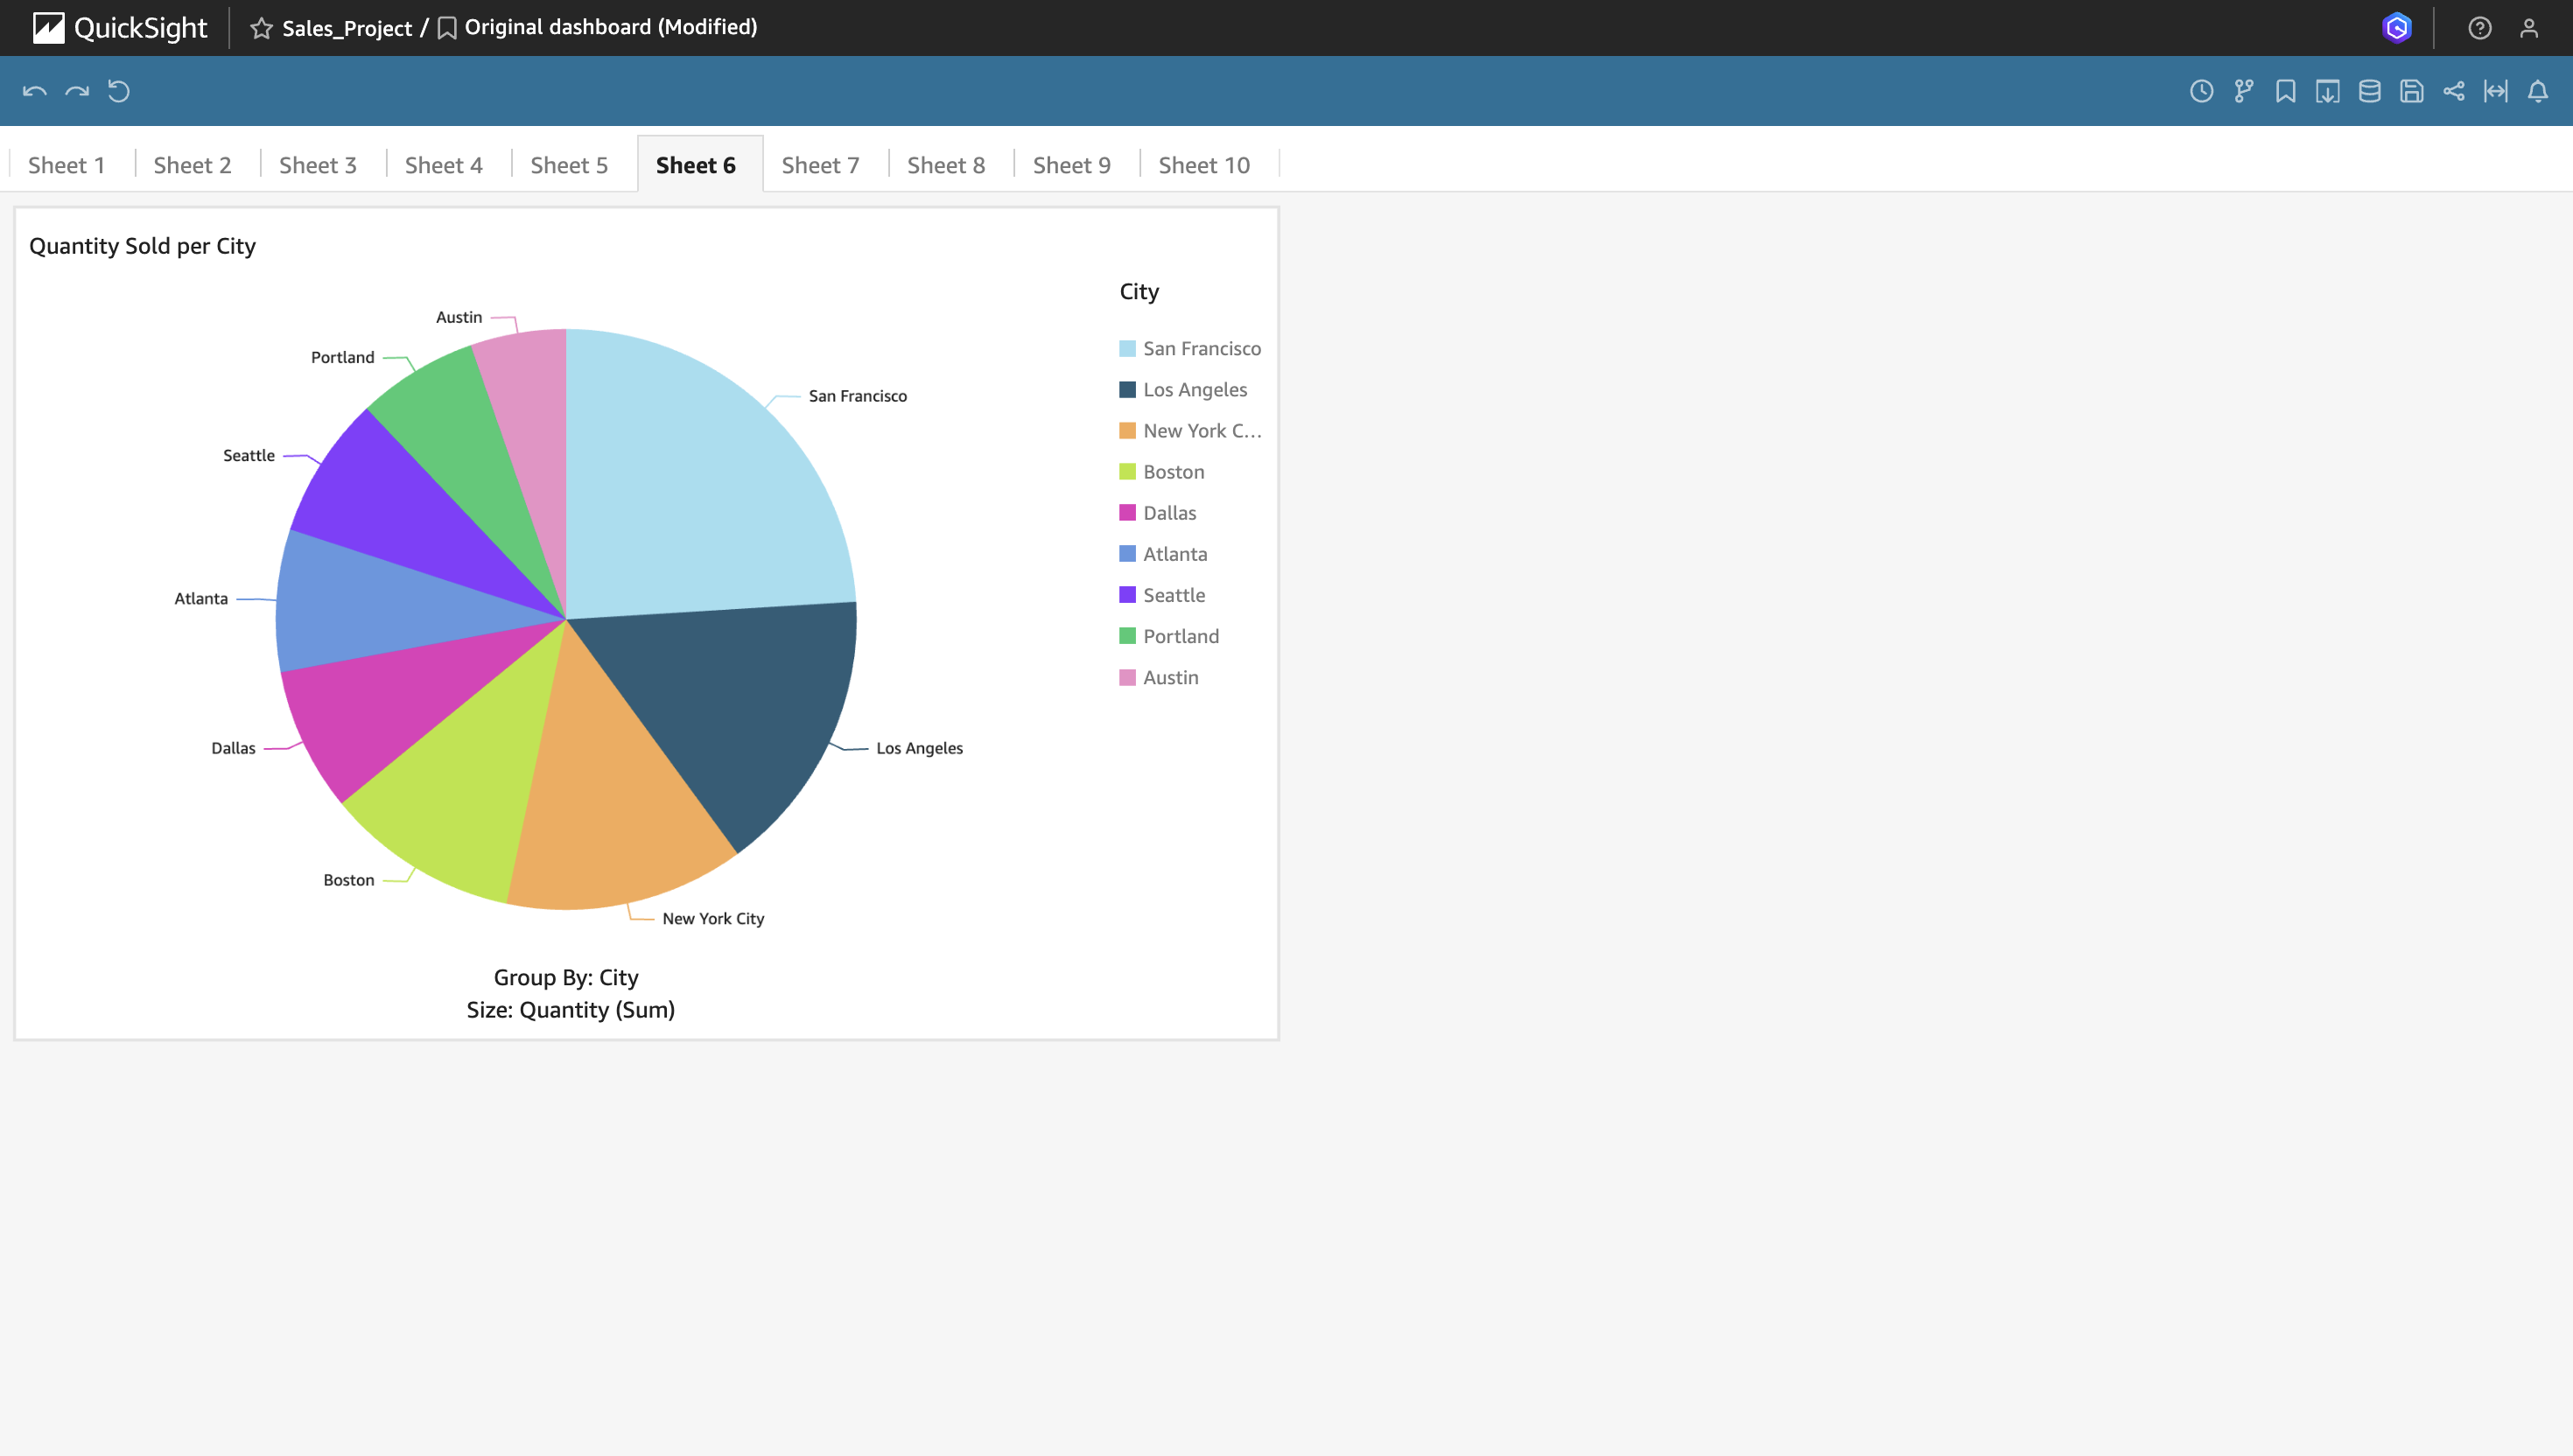 QuickSight
Sales_Project / Original dashboard (Modified)
Sheet 1
Sheet 2
Sheet 3
Sheet 4
Sheet 5
Sheet 6
Sheet 7
Sheet 8
Sheet 9
Sheet 10
Quantity Sold per City
Austin
Portland
San Francisco
Seattle
Atlanta
Dallas
Los Angeles
Boston
New York City
Group By: City
Size: Quantity (Sum)
City
San Francisco
Los Angeles
New York C...
Boston
Dallas
Atlanta
Seattle
Portland
Austin